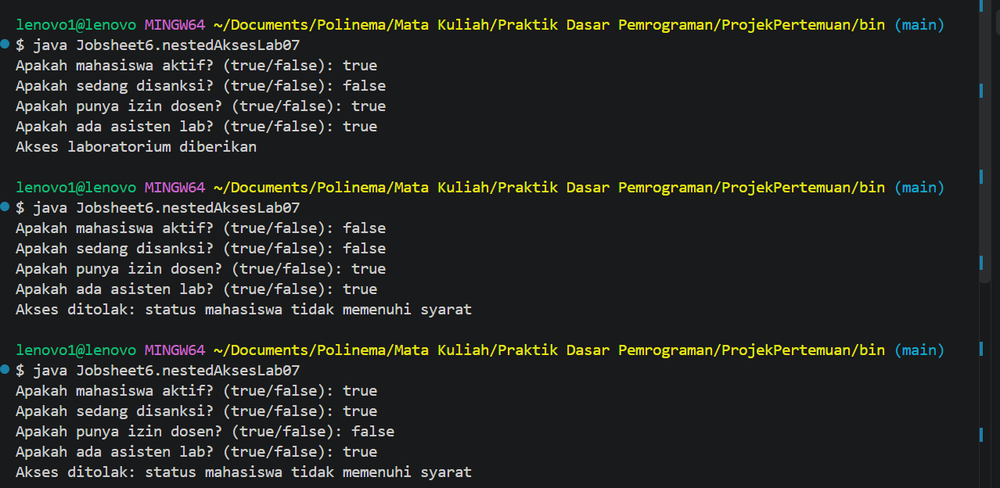 lenovo1@lenovo MINGW64 ~/Documents/Polinema/Mata Kuliah/Praktik Dasar Pemrograman/ProjekPertemuan/bin (main)
$ java Jobsheet6.nestedAksesLab07
Apakah mahasiswa aktif? (true/false): true
Apakah sedang disanksi? (true/false): false
Apakah punya izin dosen? (true/false): true
Apakah ada asisten lab? (true/false): true
Akses laboratorium diberikan
lenovo1@lenovo MINGW64 ~/Documents/Polinema/Mata Kuliah/Praktik Dasar Pemrograman/ProjekPertemuan/bin (main)
$ java Jobsheet6.nestedAksesLab07
Apakah mahasiswa aktif? (true/false): false
Apakah sedang disanksi? (true/false): false
Apakah punya izin dosen? (true/false): true
Apakah ada asisten lab? (true/false): true
Akses ditolak: status mahasiswa tidak memenuhi syarat
lenovo1@lenovo MINGW64 ~/Documents/Polinema/Mata Kuliah/Praktik Dasar Pemrograman/ProjekPertemuan/bin (main)
$ java Jobsheet6.nestedAksesLab07
Apakah mahasiswa aktif? (true/false): true
Apakah sedang disanksi? (true/false): true
Apakah punya izin dosen? (true/false): false
Apakah ada asisten lab? (true/false): true
Akses ditolak: status mahasiswa tidak memenuhi syarat